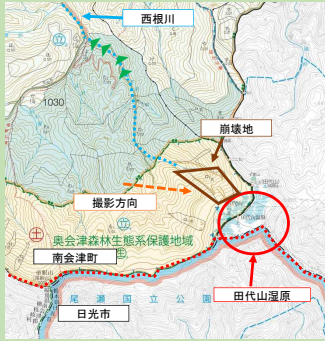 西根川
1030
崩壊地
撮影方向
奥会津森林生態系保護地域
南会津町
尾瀬国立公園
日光市
田代山湿原